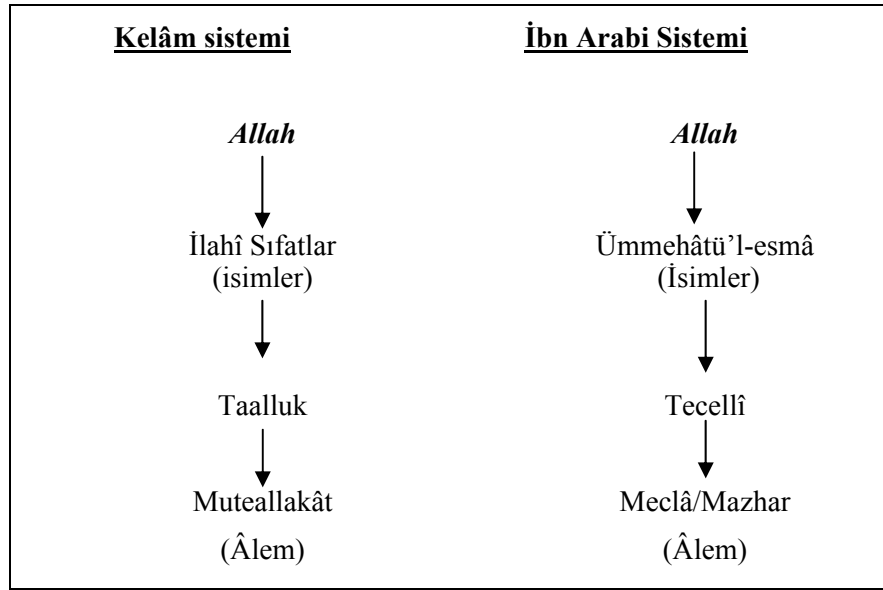 Kelâm sistemi
Allah
İlahî Sıfatlar
(isimler)
Taalluk
Muteallakât
(Âlem)
İbn Arabi Sistemi
Allah
Ümmehâtü’l-esmâ
(İsimler)
Tecellî
Meclâ/Mazhar
(Âlem)